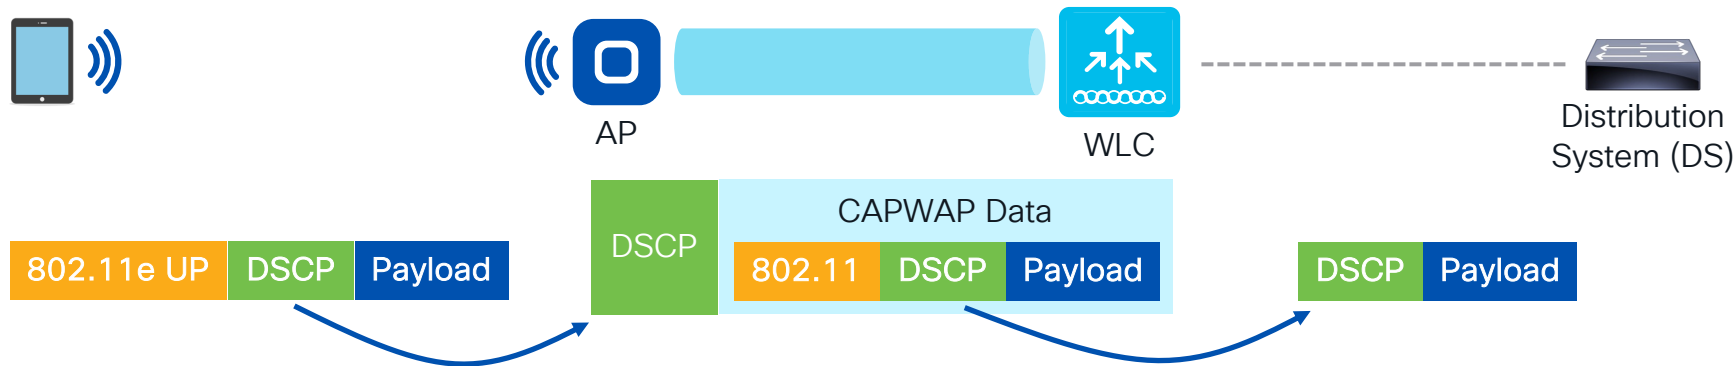 AP
WLC
Distribution
System (DS)
802.11e UP DSCP Payload
DSCP
CAPWAP Data
802.11 DSCP Payload
DSCP Payload